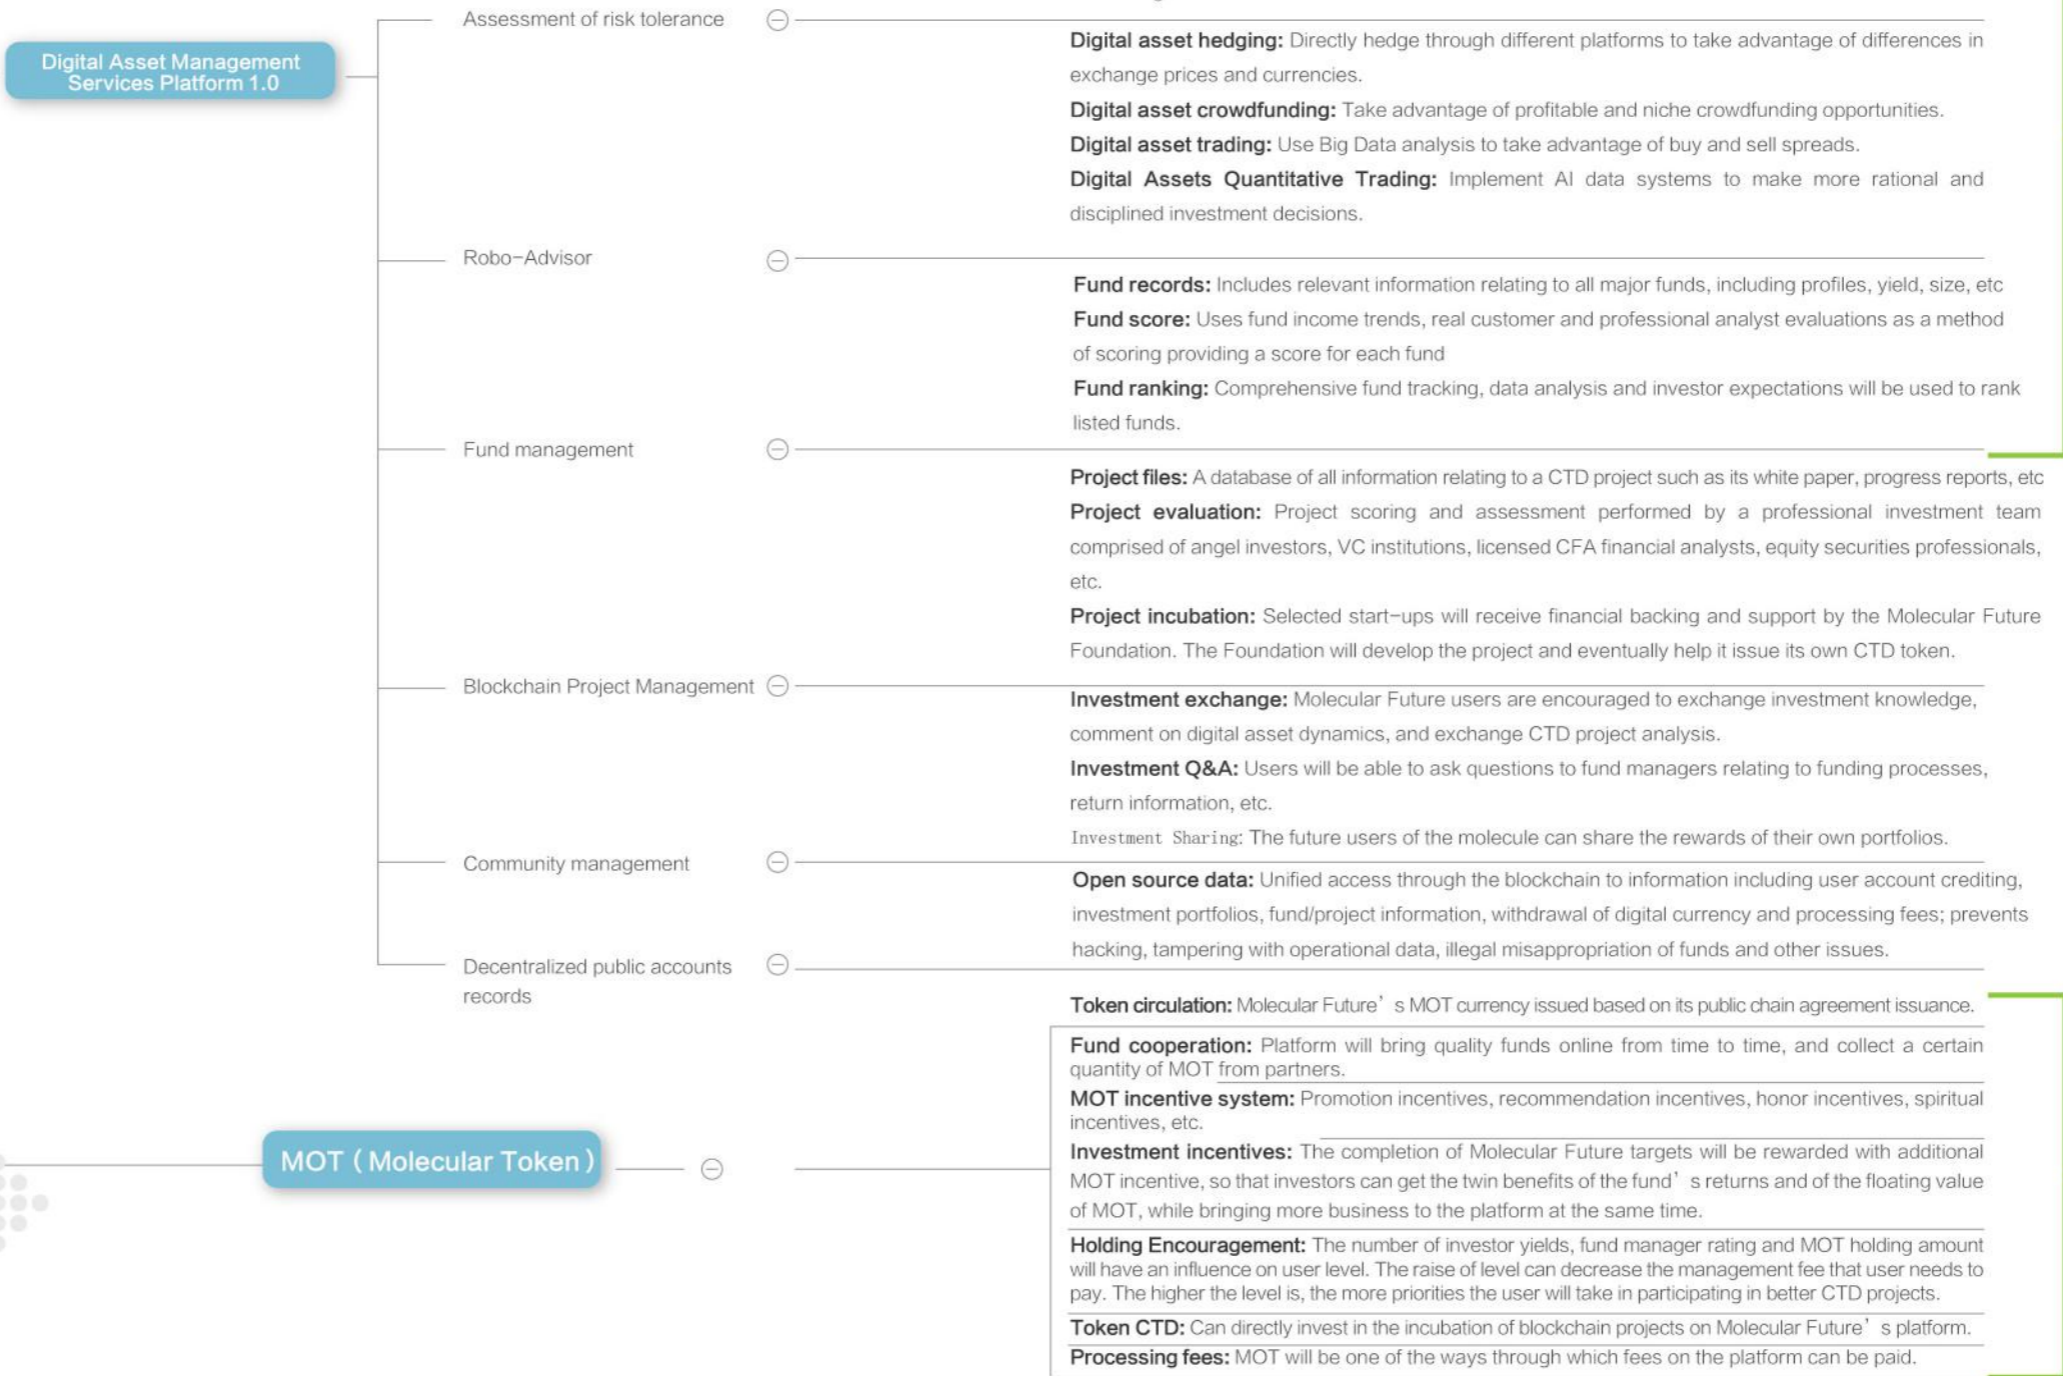 Assessment of risk tolerance
Digital Asset Management
Services Platform 1.0
Digital asset hedging: Directly hedge through different platforms to take advantage of differences in
exchange prices and currencies.
Digital asset crowdfunding: Take advantage of profitable and niche crowdfunding opportunities.
Digital asset trading: Use Big Data analysis to take advantage of buy and sell spreads.
Digital Assets Quantitative Trading: Implement AI data systems to make more rational and
disciplined investment decisions.
Robo-Advisor
Fund records: Includes relevant information relating to all major funds, including profiles, yield, size, etc
Fund score: Uses fund income trends, real customer and professional analyst evaluations as a method
of scoring providing a score for each fund
Fund ranking: Comprehensive fund tracking, data analysis and investor expectations will be used to rank
listed funds.
Fund management
Project files: A database of all information relating to a CTD project such as its white paper, progress reports, etc
Project evaluation: Project scoring and assessment performed by a professional investment team
comprised of angel investors, VC institutions, licensed CFA financial analysts, equity securities professionals,
etc.
Project incubation: Selected start-ups will receive financial backing and support by the Molecular Future
Foundation. The Foundation will develop the project and eventually help it issue its own CTD token.
Blockchain Project Management
Investment exchange: Molecular Future users are encouraged to exchange investment knowledge,
comment on digital asset dynamics, and exchange CTD project analysis.
Investment Q&A: Users will be able to ask questions to fund managers relating to funding processes,
return information, etc.
Investment Sharing: The future users of the molecule can share the rewards of their own portfolios.
Community management
Open source data: Unified access through the blockchain to information including user account crediting,
investment portfolios, fund/project information, withdrawal of digital currency and processing fees; prevents
hacking, tampering with operational data, illegal misappropriation of funds and other issues.
Decentralized public accounts
records
Token circulation: Molecular Future’s MOT currency issued based on its public chain agreement issuance.
Fund cooperation: Platform will bring quality funds online from time to time, and collect a certain
quantity of MOT from partners.
MOT incentive system: Promotion incentives, recommendation incentives, honor incentives, spiritual
incentives, etc.
MOT ( Molecular Token )
Investment incentives: The completion of Molecular Future targets will be rewarded with additional
MOT incentive, so that investors can get the twin benefits of the fund’s returns and of the floating value
of MOT, while bringing more business to the platform at the same time.
Holding Encouragement: The number of investor yields, fund manager rating and MOT holding amount
will have an influence on user level. The raise of level can decrease the management fee that user needs to
pay. The higher the level is, the more priorities the user will take in participating in better CTD projects.
Token CTD: Can directly invest in the incubation of blockchain projects on Molecular Future’s platform.
Processing fees: MOT will be one of the ways through which fees on the platform can be paid.